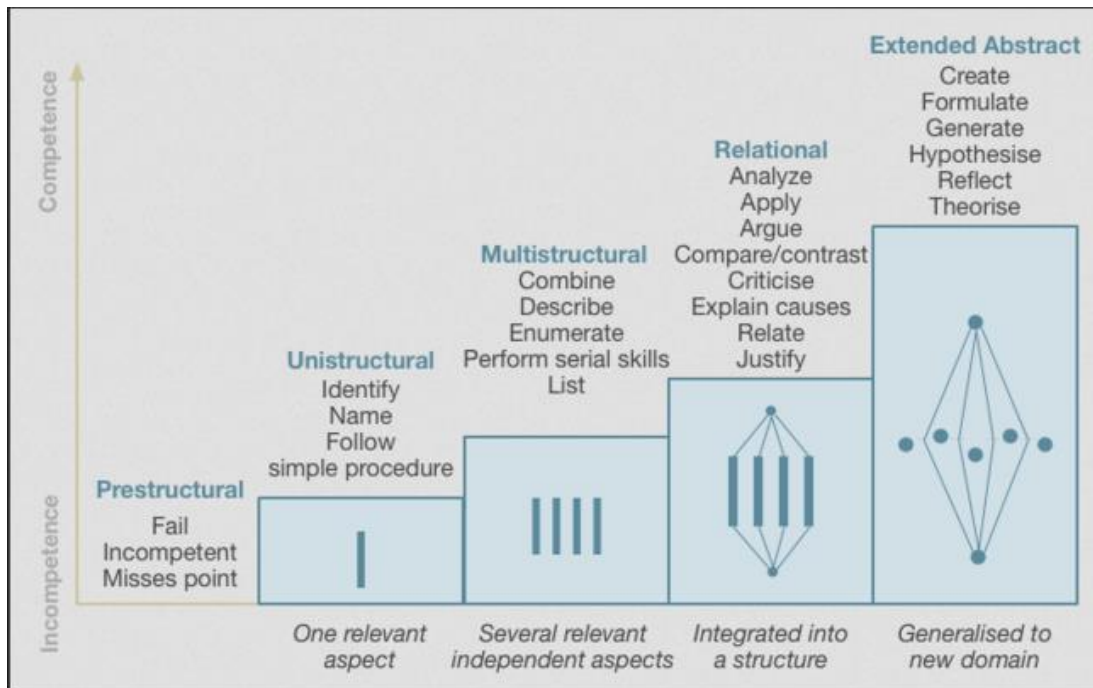 Competence
Incompetence
Prestructural
Fail
Incompetent
Misses point
Unistructural
Identify
Name
Follow
simple procedure
One relevant
aspect
Multistructural
Combine
Describe
Enumerate
Perform serial skills
List
Several relevant
independent aspects
Relational
Analyze
Apply
Argue
Compare/contrast
Criticise
Explain causes
Relate
Justify
Integrated into
a structure
Extended Abstract
Create
Formulate
Generate
Hypothesise
Reflect
Theorise
Generalised to
new domain